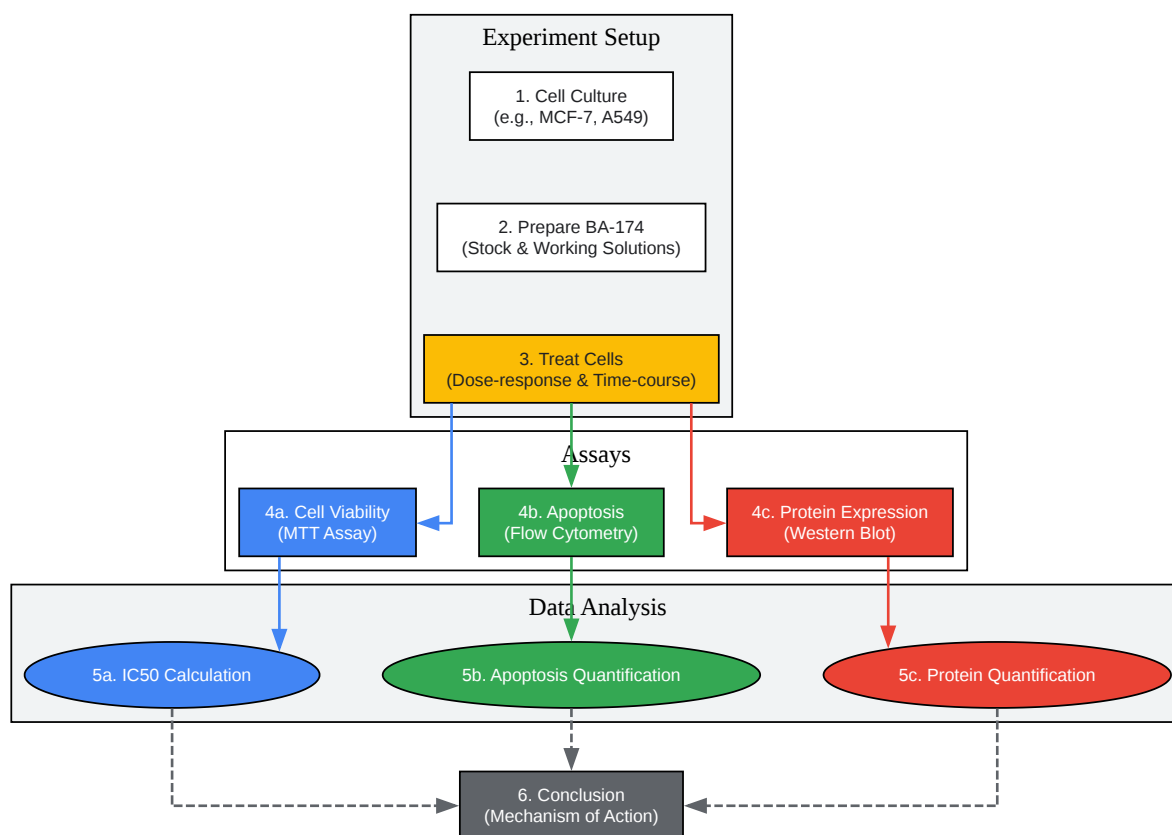 Experiment Setup
1. Cell Culture
(e.g., MCF-7, A549)
2. Prepare BA-174
(Stock & Working Solutions)
3. Treat Cells
(Dose-response & Time-course)
Assays
4a. Cell Viability
(MTT Assay)
4b. Apoptosis
(Flow Cytometry)
4c. Protein Expression
(Western Blot)
Data Analysis
5a. IC50 Calculation
5b. Apoptosis Quantification
5c. Protein Quantification
6. Conclusion
(Mechanism of Action)